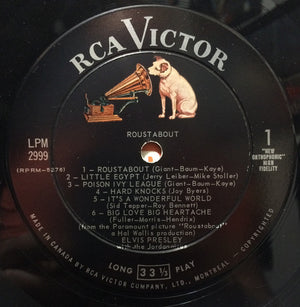 RCA VICTOR
ROUSTABOUT
LPM
2999
(RPRM-5276)
1
"NEW
ORTHOPHONIC"
HIGH
FIDELITY
1 - ROUSTABOUT (Giant-Baum-Kaye)
2 - LITTLE EGYPT (Jerry Leiber-Mike Stoller)
3 - POISON IVY LEAGUE (Giant-Baum-Kaye)
4 - HARD KNOCKS (Joy Byers)
5 - IT'S A WONDERFUL WORLD
(Sid Tepper-Roy Bennett)
6 - BIG LOVE BIG HEARTACHE
(Fuller-Morris-Hendrix)
(from the Paramount picture "Roustabout"
a Hal Wallis production)
ELVIS PRESLEY
with the Jordanaires
LONG 33⅓ PLAY
MADE IN CANADA BY RCA VICTOR COMPANY, LTD., MONTREAL - COPYRIGHTED